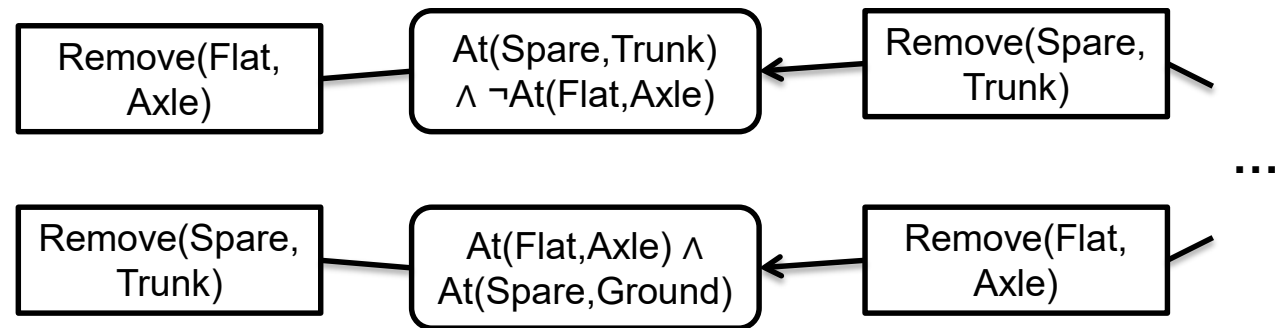 Remove(Flat,
Axle)
At(Spare,Trunk)
∧ ¬At(Flat,Axle)
Remove(Spare,
Trunk)
...
Remove(Spare,
Trunk)
At(Flat,Axle) ∧
At(Spare,Ground)
Remove(Flat,
Axle)